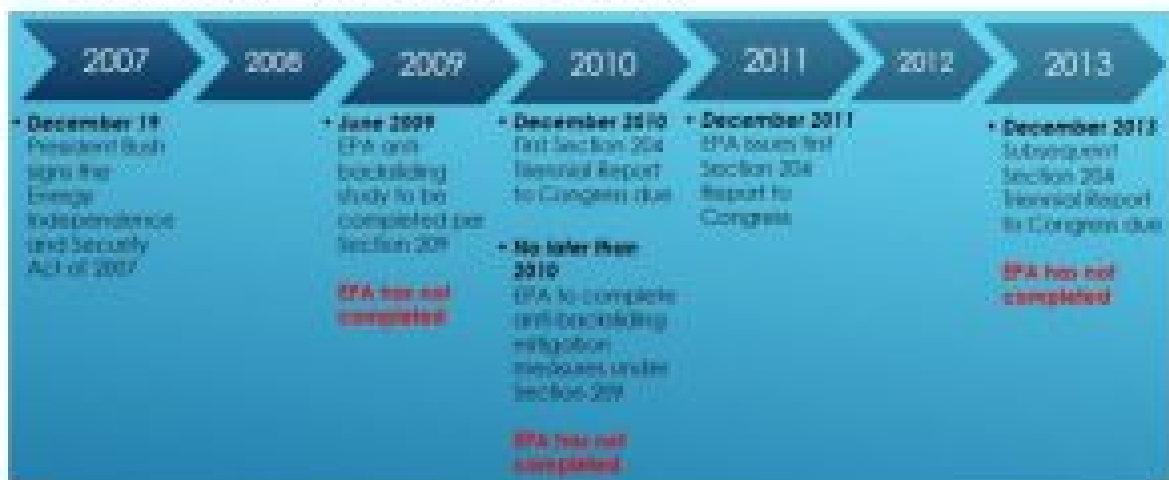 2007
2008
2009
2010
2011
2012
2013
• December 19
President Bush
signs the
Energy
Independence
and Security
Act of 2007
• June 2009
EPA anti-
backsliding
study to be
completed per
Section 209
EPA has not
completed
• December 2010
First Section 204
Triennial Report
to Congress due
• No later than
2010
EPA to complete
anti-backsliding
mitigation
measures under
Section 209
EPA has not
completed
• December 2011
EPA issues first
Section 204
Report to
Congress
• December 2013
Subsequent
Section 204
Triennial Report
to Congress due
EPA has not
completed